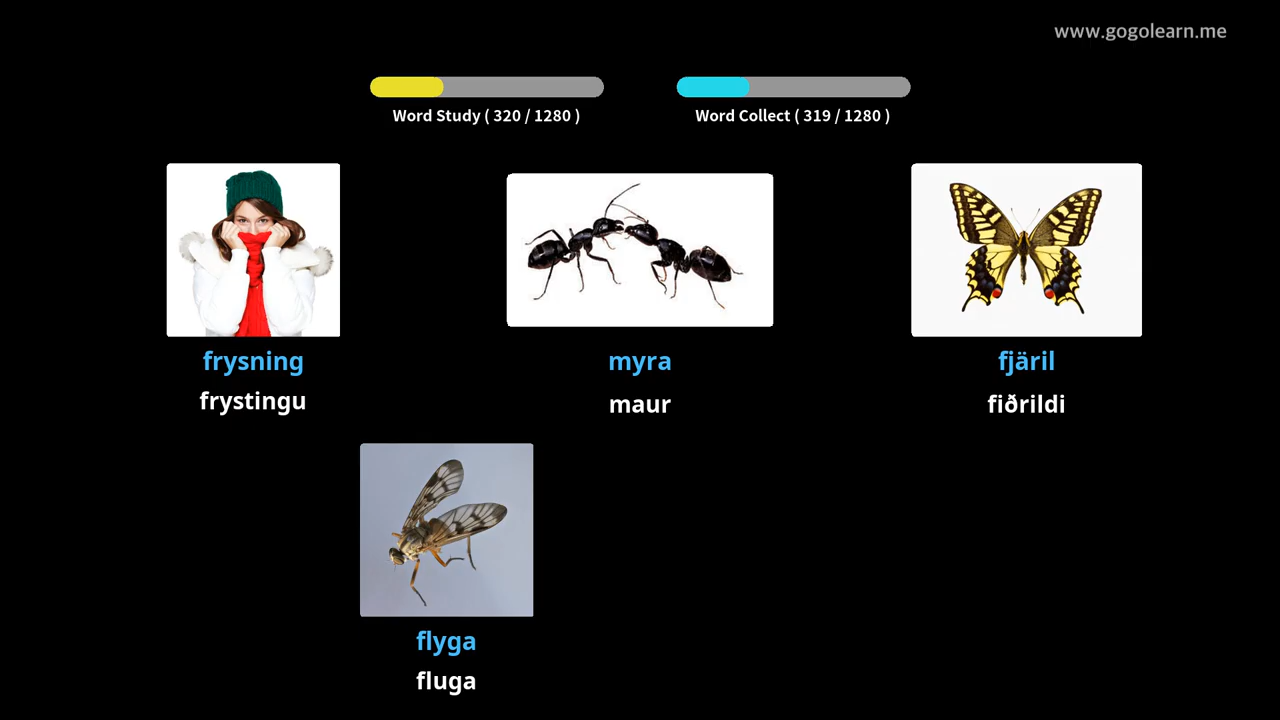 www.gogolearn.me
Word Study ( 320 / 1280 )
Word Collect ( 319 / 1280 )
frysning
frystingu
myra
maur
fjäril
fiðrildi
flyga
fluga